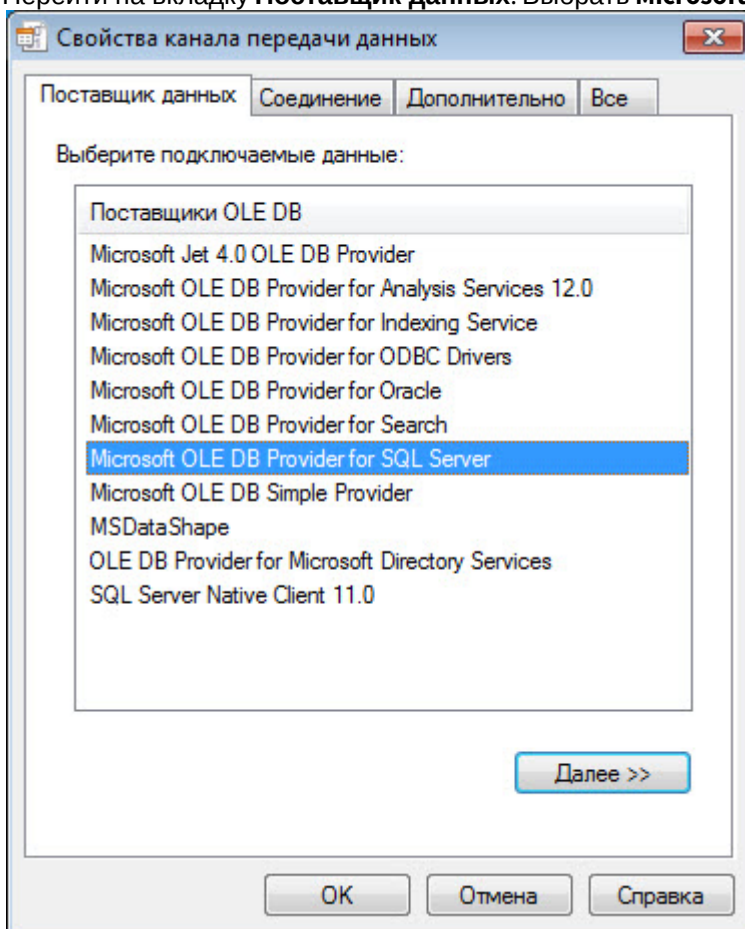 Перейти на вкладку Поставщик данных. Выбрать Microsoft
Свойства канала передачи данных
Поставщик данных Соединение Дополнительно Все
Выберите подключаемые данные:
Поставщики OLE DB
Microsoft Jet 4.0 OLE DB Provider
Microsoft OLE DB Provider for Analysis Services 12.0
Microsoft OLE DB Provider for Indexing Service
Microsoft OLE DB Provider for ODBC Drivers
Microsoft OLE DB Provider for Oracle
Microsoft OLE DB Provider for Search
Microsoft OLE DB Provider for SQL Server
Microsoft OLE DB Simple Provider
MSDataShape
OLE DB Provider for Microsoft Directory Services
SQL Server Native Client 11.0
Далее >>
OK Отмена Справка